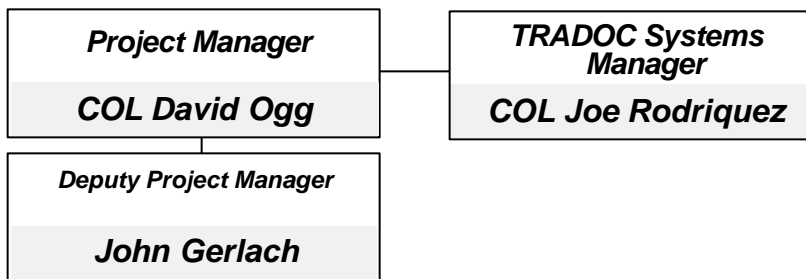 Project Manager
COL David Ogg
TRADOC Systems
Manager
COL Joe Rodriquez
Deputy Project Manager
John Gerlach